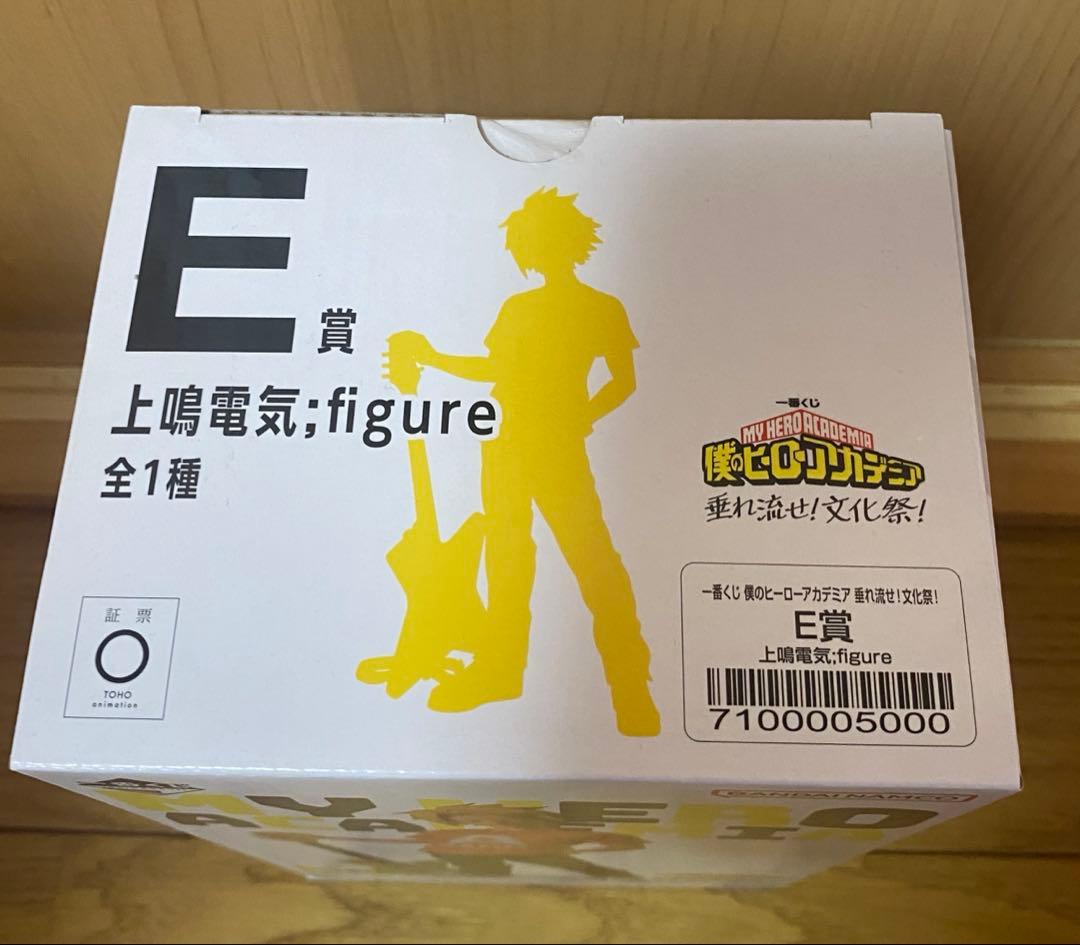 E賞
上鳴電気;figure
全1種
証 票
TOHO
animation
一番くじ
MY HERO ACADEMIA
僕のヒーローアカデミア
垂れ流せ!文化祭!
一番くじ 僕のヒーローアカデミア 垂れ流せ!文化祭!
E賞
上鳴電気;figure
7100005000
BANDAI NAMCO
MY HERO